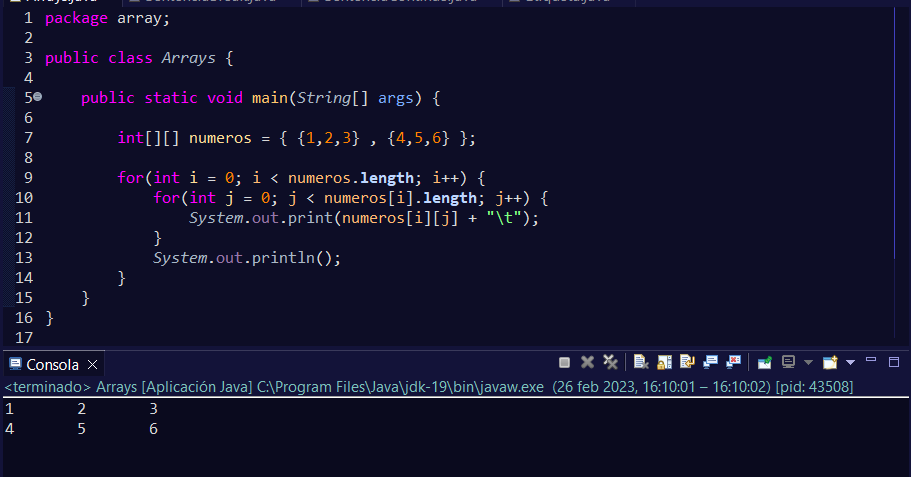 1 package array;
2
3 public class Arrays {
4
5 public static void main(String[] args) {
6
7 int[][] numeros = { {1,2,3} , {4,5,6} };
8
9 for(int i = 0; i < numeros.length; i++) {
10 for(int j = 0; j < numeros[i].length; j++) {
11 System.out.print(numeros[i][j] + "\t");
12 }
13 System.out.println();
14 }
15 }
16 }
17
Consola
<terminado> Arrays [Aplicación Java] C:\Program Files\Java\jdk-19\bin\javaw.exe (26 feb 2023, 16:10:01 – 16:10:02) [pid: 43508]
1 2 3
4 5 6